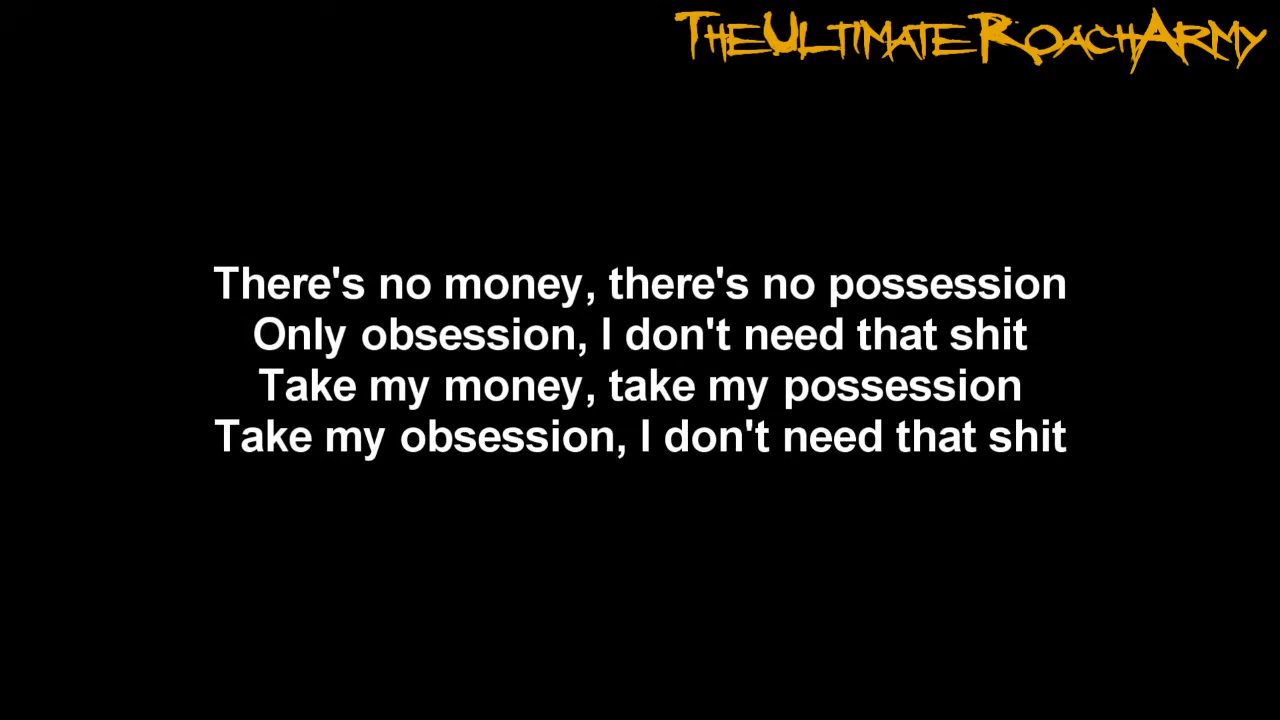 TheUltimateRoachArmy
There's no money, there's no possession
Only obsession, I don't need that shit
Take my money, take my possession
Take my obsession, I don't need that shit